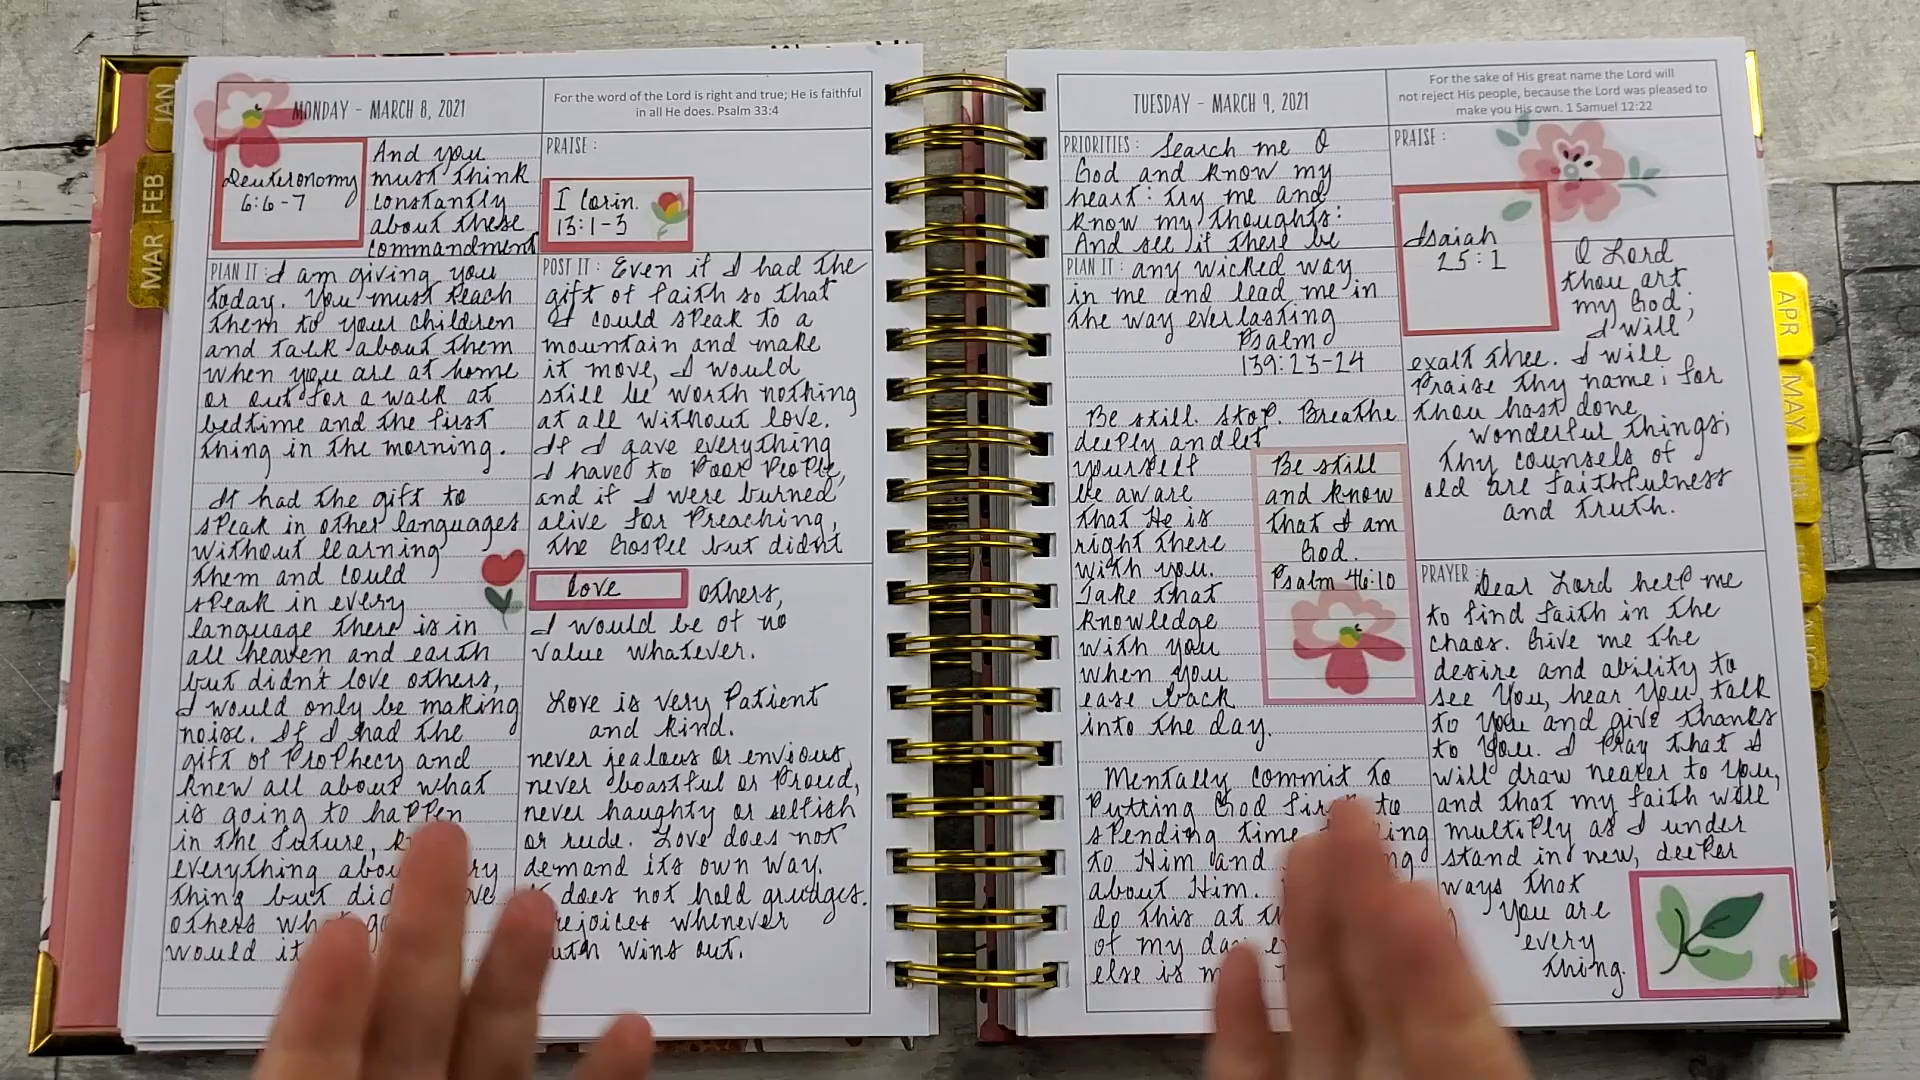 JAN
FEB
MAR
MONDAY – MARCH 8, 2021
Deuteronomy
6:6-7
And you
must think
constantly
about these
commandment
PLAN IT : I am giving you
today. You must teach
them to your children
and talk about them
when you are at home
or out for a walk at
bedtime and the first
thing in the morning.
It had the gift to
speak in other languages
without learning
them and could
speak in every
language there is in
all heaven and earth
but didn't love others,
I would only be making
noise. If I had the
gift of Prophecy and
knew all about what
is going to happen
in the future,
everything
thing but
others
would it
For the word of the Lord is right and true; He is faithful
in all He does. Psalm 33:4
PRAISE :
I Corin.
13:1-3
POST IT : Even if I had the
gift of faith so that
I could speak to a
mountain and make
it move, I would
still be worth nothing
at all without love.
If I gave everything
I haved to Poor People,
and if I were burned
alive for Preaching,
the Gospel but didn't
love
others,
I would be of no
value whatever.
Love is very Patient
and kind.
never jealous or envious,
never boastful or Proud,
never haughty or selfish
or rude. Love does not
demand its own way.
does not hold grudges.
rejoices whenever
wins out.
TUESDAY – MARCH 9, 2021
PRIORITIES : Search me O
God and know my
heart: try me and
know my thoughts:
And see if there be
PLAN IT : any wicked way
in me and lead me in
the way everlasting
Psalm
139:23-24
Be still. Stop. Breathe
deeply and let
yourself
be aware
that He is
right there
with you.
Take that
knowledge
with you
when you
ease back
into the day.
Be still
and know
that I am
God.
Psalm 46:10
Mentally commit to
Putting God first to
spending time
to Him and
about Him.
do this at
of my day
else is
For the sake of His great name the Lord will
not reject His people, because the Lord was pleased to
make you His own. 1 Samuel 12:22
PRAISE :
Isaiah
25:1
O Lord
thou art
my God;
I will
exalt thee. I will
Praise thy name; for
thou hast done
wonderful things;
thy counsels of
old are faithfulness
and truth.
PRAYER Dear Lord help me
to find faith in the
chaos. Give me the
desire and ability to
see You, hear You, talk
to You and give thanks
to You. I Pray that I
will draw nearer to You,
and that my faith will
multiply as I under
stand in new, deeper
ways that
You are
every
thing.
APR
MAY